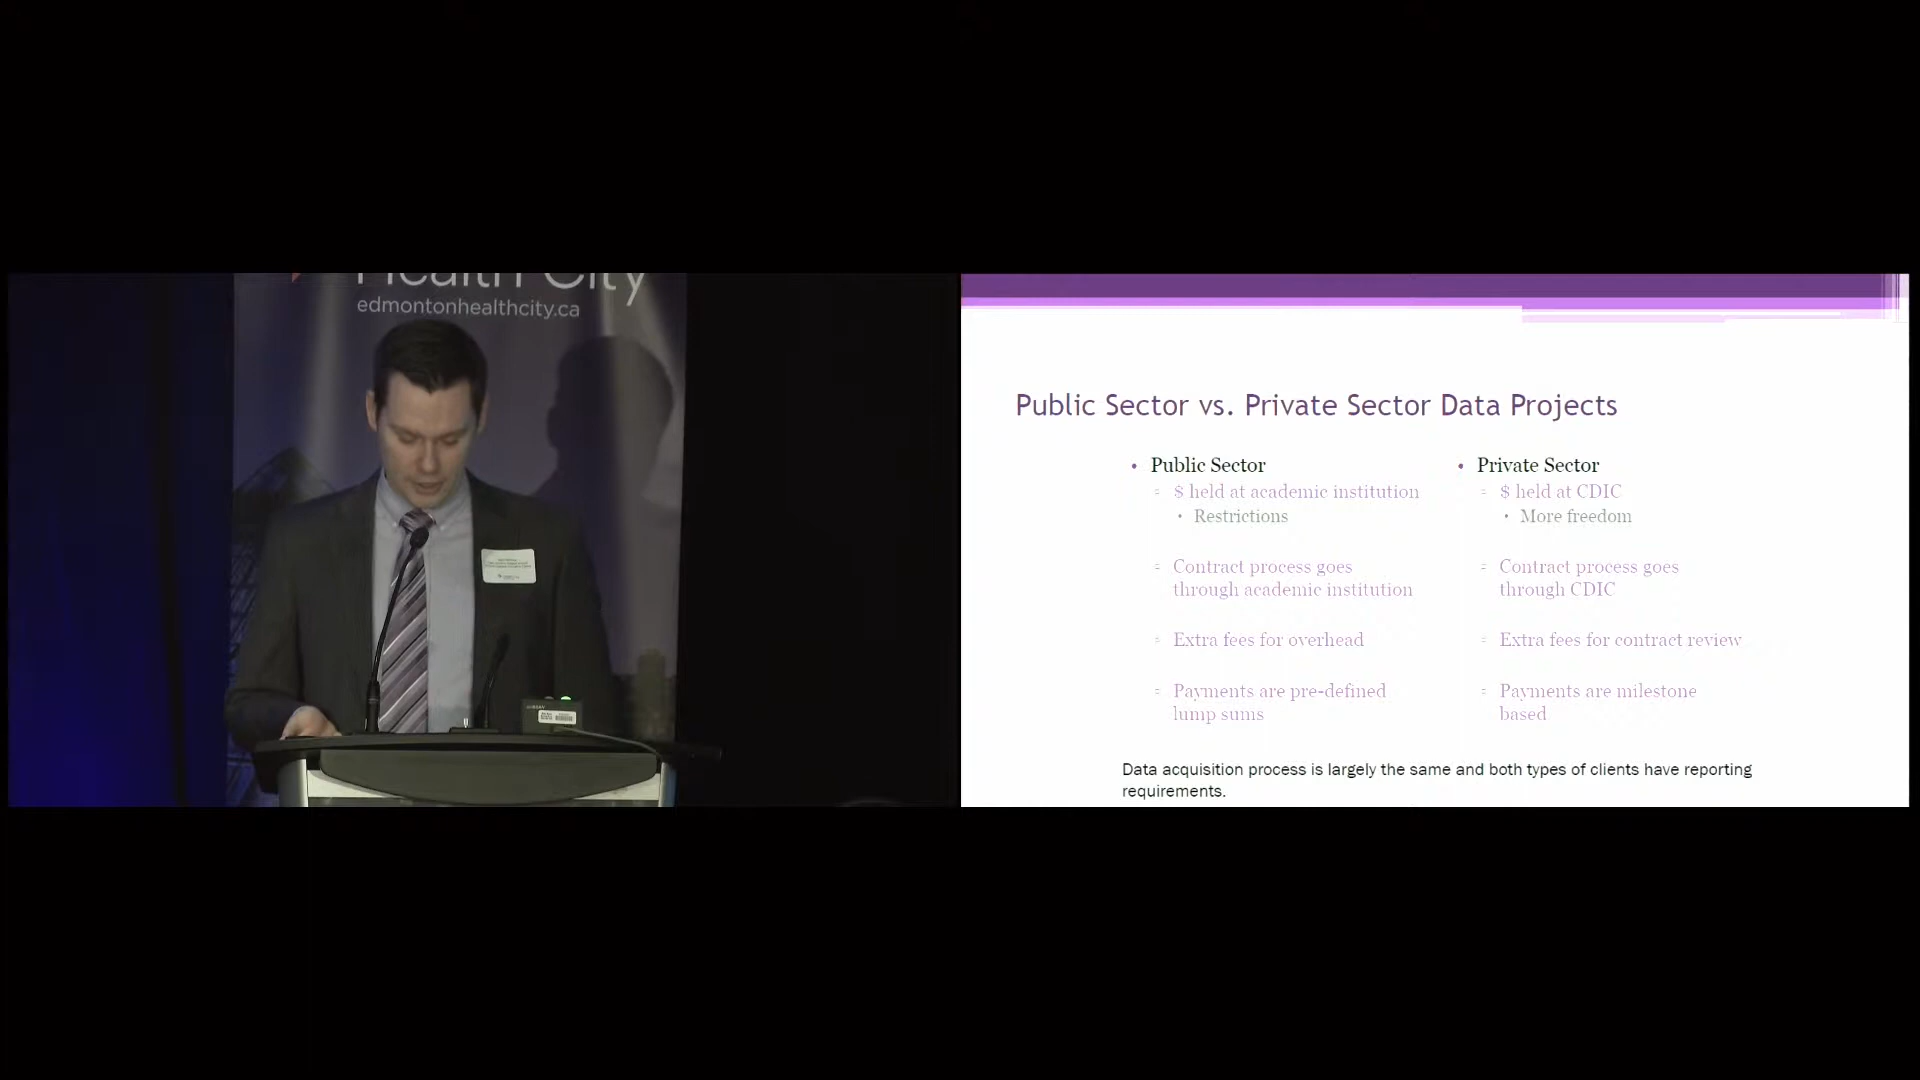 Health City
edmontonhealthcity.ca
Public Sector vs. Private Sector Data Projects
• Public Sector
▫ $ held at academic institution
• Restrictions
▫ Contract process goes
through academic institution
▫ Extra fees for overhead
▫ Payments are pre-defined
lump sums
• Private Sector
▫ $ held at CDIC
• More freedom
▫ Contract process goes
through CDIC
▫ Extra fees for contract review
▫ Payments are milestone
based
Data acquisition process is largely the same and both types of clients have reporting
requirements.